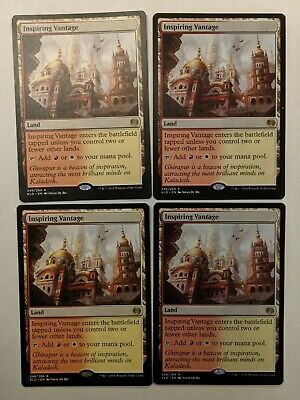 Inspiring Vantage
Land
Inspiring Vantage enters the battlefield
tapped unless you control two or
fewer other lands.
: Add or to your mana pool.
Ghirapur is a beacon of inspiration,
attracting the most brilliant minds on
Kaladesh.
Inspiring Vantage
Land
Inspiring Vantage enters the battlefield
tapped unless you control two or
fewer other lands.
: Add or to your mana pool.
Ghirapur is a beacon of inspiration,
attracting the most brilliant minds on
Kaladesh.
Inspiring Vantage
Land
Inspiring Vantage enters the battlefield
tapped unless you control two or
fewer other lands.
: Add or to your mana pool.
Ghirapur is a beacon of inspiration,
attracting the most brilliant minds on
Kaladesh.
Inspiring Vantage
Land
Inspiring Vantage enters the battlefield
tapped unless you control two or
fewer other lands.
: Add or to your mana pool.
Ghirapur is a beacon of inspiration,
attracting the most brilliant minds on
Kaladesh.